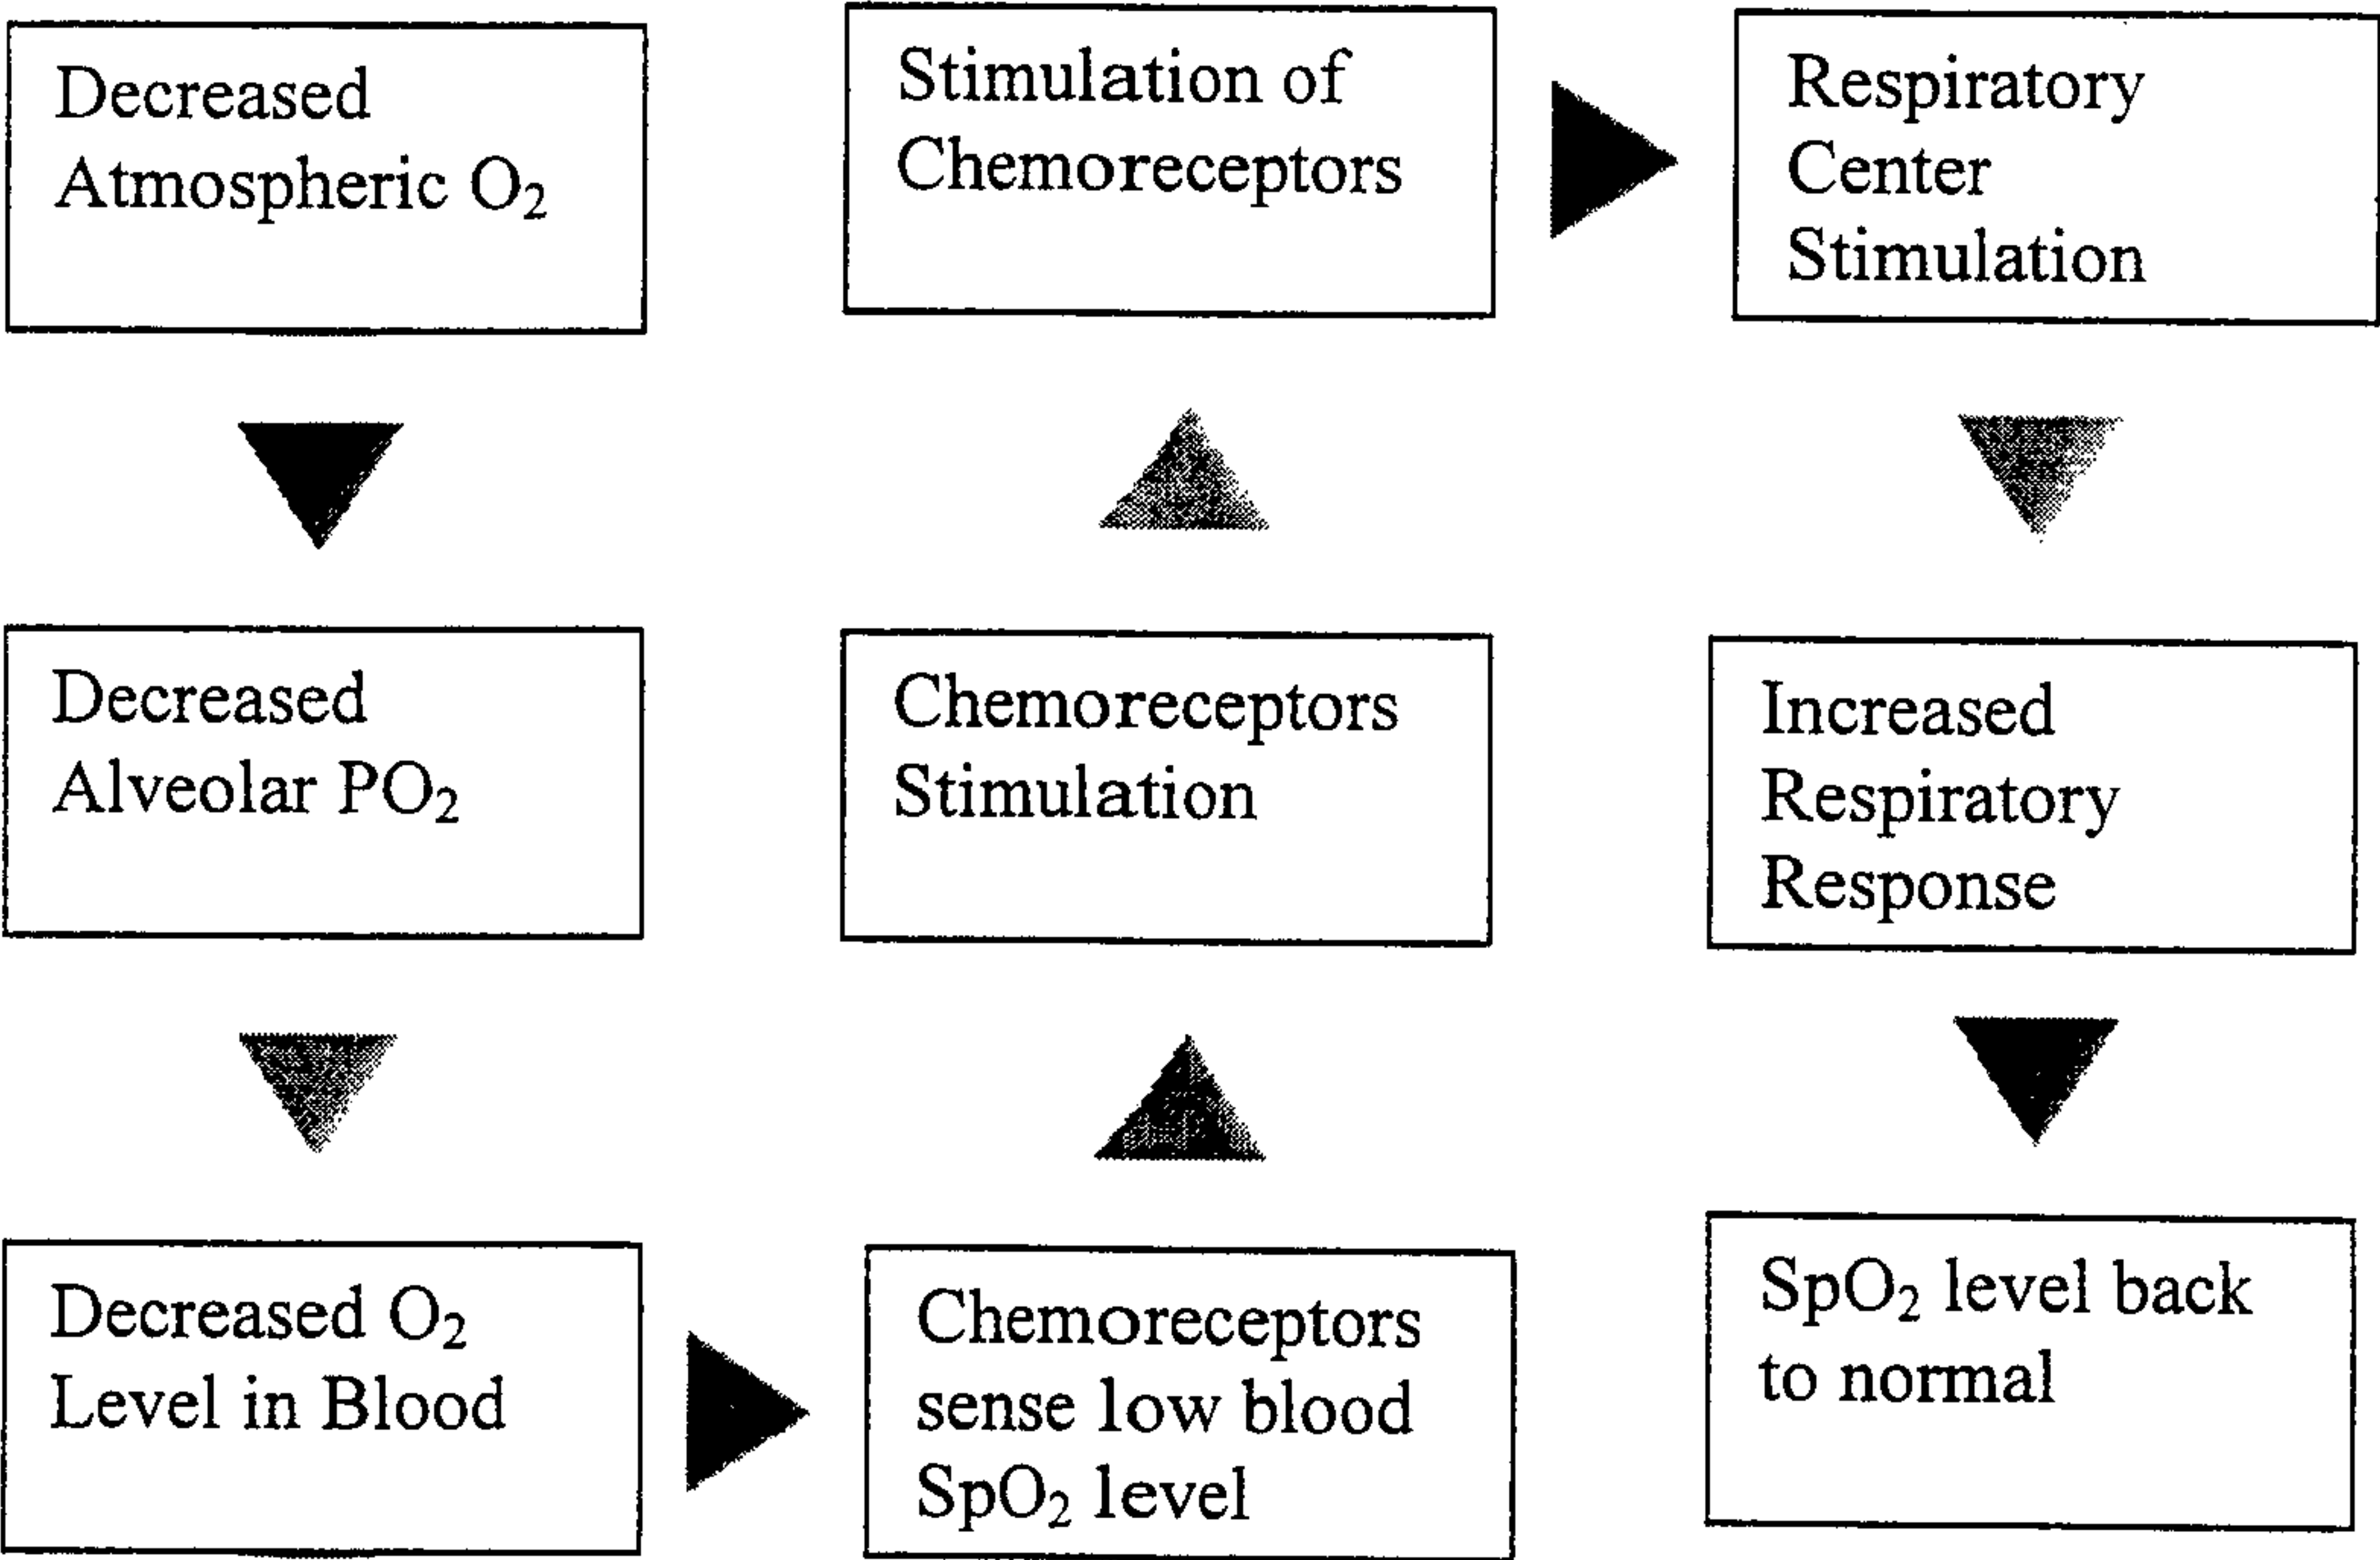 Decreased
Atmospheric O₂
Decreased
Alveolar PO₂
Decreased O₂
Level in Blood
Chemoreceptors
sense low blood
SpO₂ level
Chemoreceptors
Stimulation
Stimulation of
Chemoreceptors
Respiratory
Center
Stimulation
Increased
Respiratory
Response
SpO₂ level back
to normal